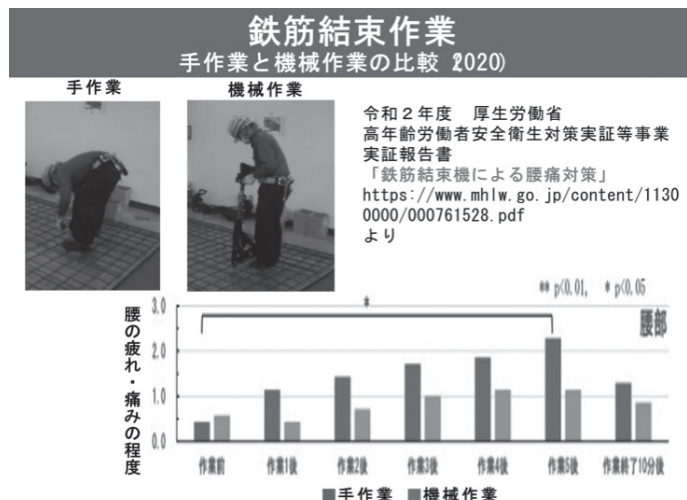 鉄筋結束作業
手作業と機械作業の比較 2020)
手作業
機械作業
令和2年度 厚生労働省
高年齢労働者安全衛生対策実証等事業
実証報告書
「鉄筋結束機による腰痛対策」
https://www.mhlw.go.jp/content/1130
0000/000761528.pdf
より
** p<0.01, * p<0.05
腰の疲れ・痛みの程度
3.0
2.0
1.0
0.0
*
腰部
作業前
作業1後
作業2後
作業3後
作業4後
作業5後
作業終了10分後
■手作業 ■機械作業